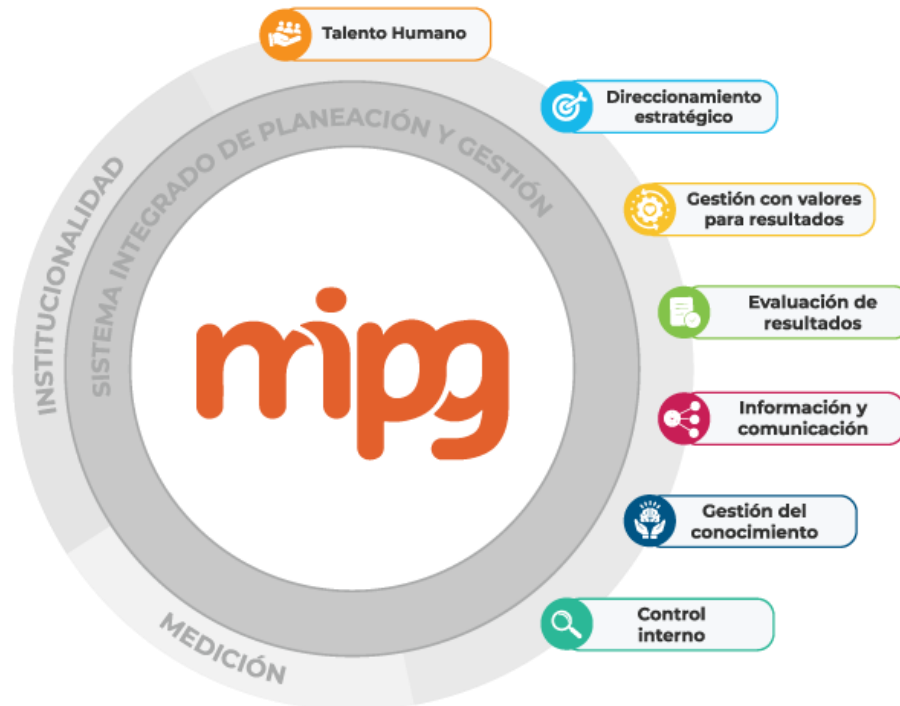 Talento Humano
Direccionamiento
estratégico
SISTEMA INTEGRADO DE PLANEACIÓN Y GESTIÓN
INSTITUCIONALIDAD
Gestión con valores
para resultados
Evaluación de
resultados
mipg
Información y
comunicación
Gestión del
conocimiento
Control
interno
MEDICIÓN